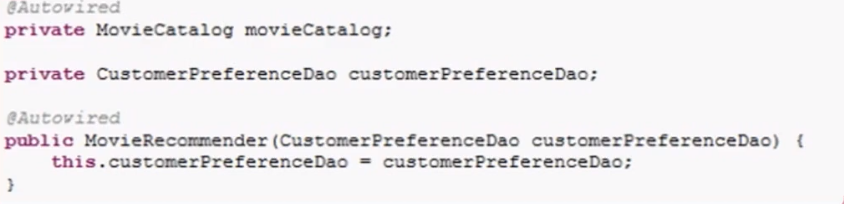 @Autowired
private MovieCatalog movieCatalog;
private CustomerPreferenceDao customerPreferenceDao;
@Autowired
public MovieRecommender(CustomerPreferenceDao customerPreferenceDao) {
this.customerPreferenceDao = customerPreferenceDao;
}